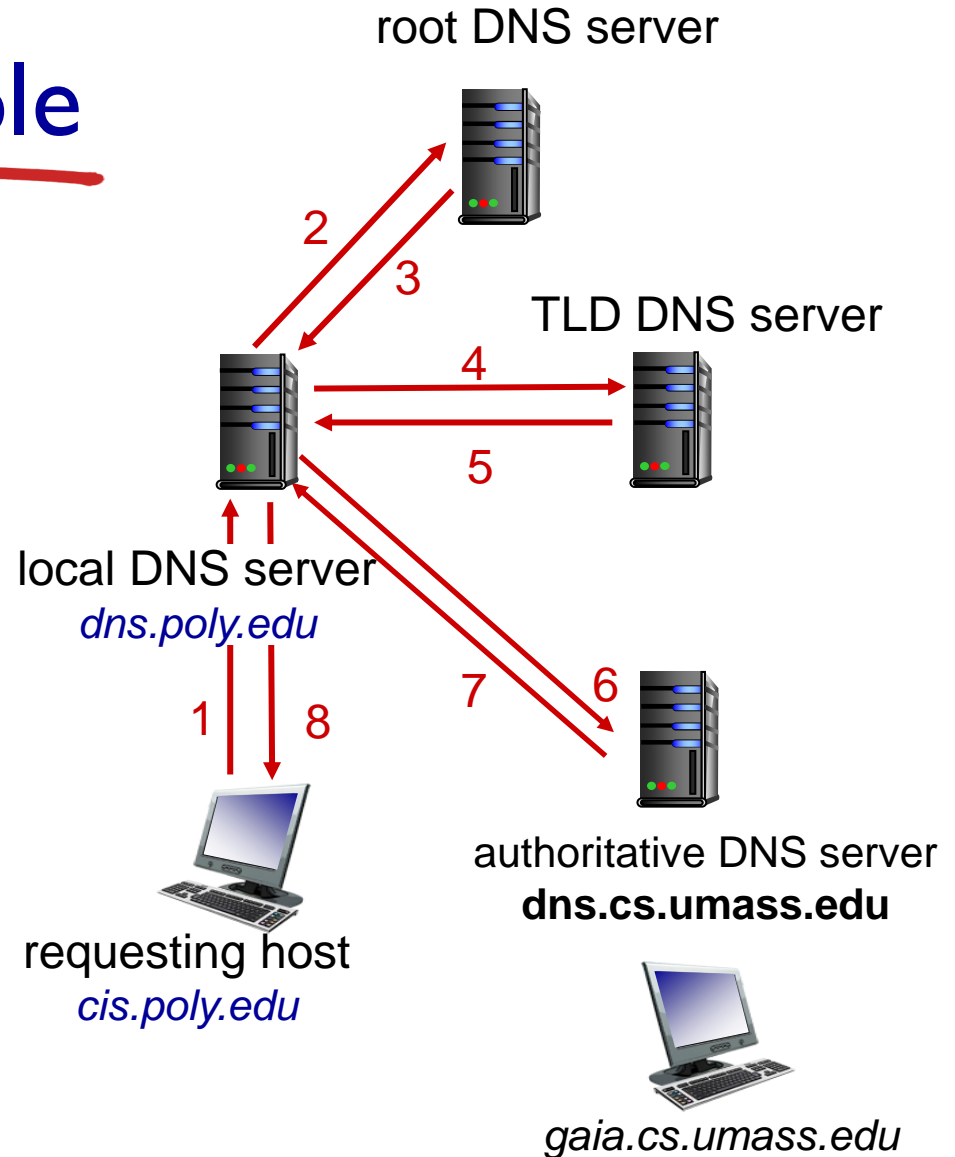 root DNS server
2
3
TLD DNS server
4
5
local DNS server
dns.poly.edu
1
8
7
6
requesting host
cis.poly.edu
authoritative DNS server
dns.cs.umass.edu
gaia.cs.umass.edu